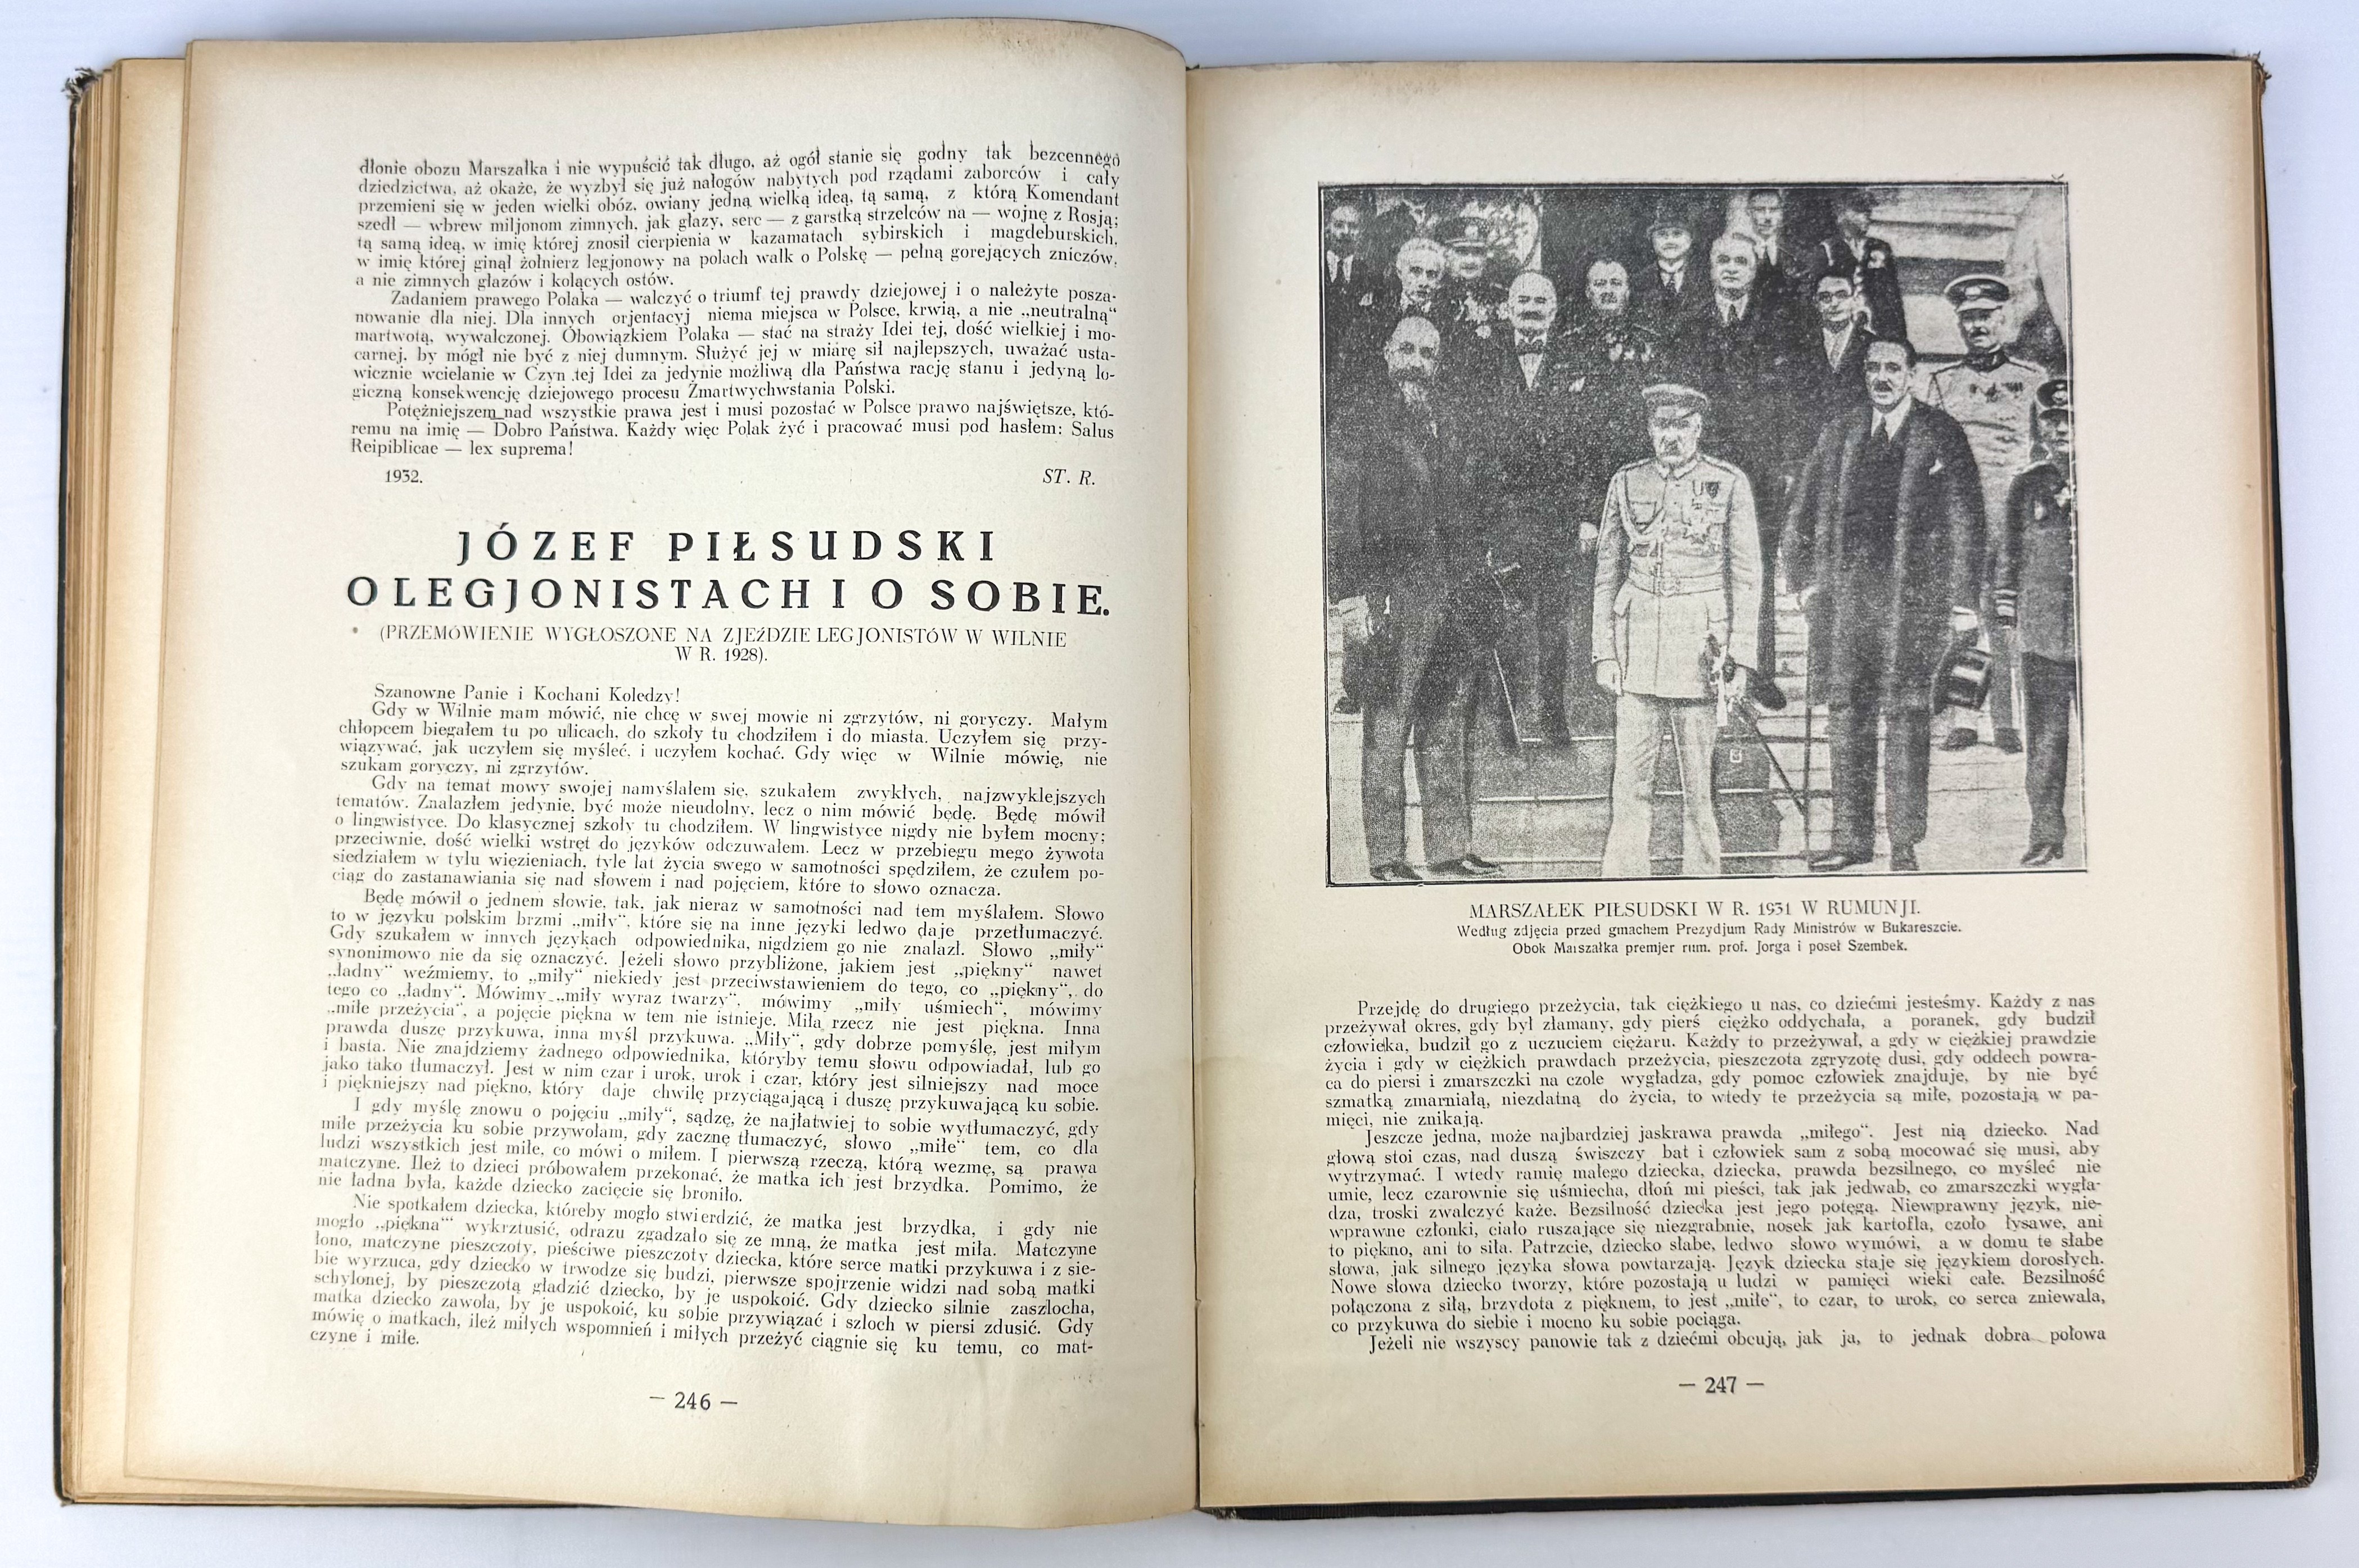 dłonie obozu Marszałka i nie wypuścić tak długo, aż ogół stanie się godny tak bezcennego
dziedzictwa, aż okaże, że wyzbył się już nałogów nabytych pod rządami zaborców i cały
przemieni się w jeden wielki obóz, owiany jedną wielką ideą, tą samą, z którą Komendant
szedł — wbrew miljonom zimnych, jak głazy, serc — z garstką strzelców na — wojnę z Rosją;
tą samą ideą, w imię której znosił cierpienia w kazamatach sybirskich i magdeburskich,
w imię której ginął żołnierz legjonowy na polach walk o Polskę — pełną gorejących zniczów,
a nie zimnych głazów i kolących ostów.
Zadaniem prawego Polaka — walczyć o triumf tej prawdy dziejowej i o należyte posza-
nowanie dla niej. Dla innych orjentacyj niema miejsca w Polsce, krwią, a nie „neutralną“
martwotą, wywalczonej. Obowiązkiem Polaka — stać na straży Idei tej, dość wielkiej i mo-
carnej, by mógł nie być z niej dumnym. Służyć jej w miarę sił najlepszych, uważać usta-
wicznie wcielanie w Czyn tej Idei za jedynie możliwą dla Państwa rację stanu i jedyną lo-
giczną konsekwencję dziejowego procesu Zmartwychwstania Polski.
Potężniejszem nad wszystkie prawa jest i musi pozostać w Polsce prawo najświętsze, któ-
remu na imię — Dobro Państwa. Każdy więc Polak żyć i pracować musi pod hasłem: Salus
Reipiblicae — lex suprema!
1932. ST. R.
JÓZEF PIŁSUDSKI
O LEGJONISTACH I O SOBIE.
(PRZEMÓWIENIE WYGŁOSZONE NA ZJEŹDZIE LEGJONISTÓW W WILNIE
W R. 1928).
Szanowne Panie i Kochani Koledzy!
Gdy w Wilnie mam mówić, nie chcę w swej mowie ni zgrzytów, ni goryczy. Małym
chłopcem biegałem tu po ulicach, do szkoły tu chodziłem i do miasta. Uczyłem się przy-
wiązywać, jak uczyłem się myśleć, i uczyłem kochać. Gdy więc w Wilnie mówię, nie
szukam goryczy, ni zgrzytów.
Gdy na temat mowy swojej namyślałem się, szukałem zwykłych, najzwyklejszych
tematów. Znalazłem jedynie, być może nieudolny, lecz o nim mówić będę. Będę mówił
o lingwistyce. Do klasycznej szkoły tu chodziłem. W lingwistyce nigdy nie byłem mocny;
przeciwnie, dość wielki wstręt do języków odczuwałem. Lecz w przebiegu mego żywota
siedziałem w tylu więzieniach, tyle lat życia swego w samotności spędziłem, że czułem po-
ciąg do zastanawiania się nad słowem i nad pojęciem, które to słowo oznacza.
Będę mówił o jednem słowie, tak, jak nieraz w samotności nad tem myślałem. Słowo
to w języku polskim brzmi „miły“, które się na inne języki ledwo daje przetłumaczyć.
Gdy szukałem w innych językach odpowiednika, nigdziem go nie znalazł. Słowo „miły“
synonimowo nie da się oznaczyć. Jeżeli słowo przybliżone, jakiem jest „piękny“ nawet
„ładny“ weźmiemy, to „miły“ niekiedy jest przeciwstawieniem do tego, co „piękny“, do
tego co „ładny“. Mówimy „miły wyraz twarzy“, mówimy „miły uśmiech“, mówimy
„miłe przeżycia“, a pojęcie piękna w tem nie istnieje. Miła rzecz nie jest piękna. Inna
prawda duszę przykuwa, inna myśl przykuwa. „Miły“, gdy dobrze pomyślę, jest miłym
i basta. Nie znajdziemy żadnego odpowiednika, któryby temu słowu odpowiadał, lub go
jako tako tłumaczył. Jest w nim czar i urok, urok i czar, który jest silniejszy nad moce
i piękniejszy nad piękno, który daje chwilę przyciągającą i duszę przykuwającą ku sobie.
I gdy myślę znowu o pojęciu „miły“, sądzę, że najłatwiej to sobie wytłumaczyć, gdy
miłe przeżycia ku sobie przywołam, gdy zacznę tłumaczyć, słowo „miłe“ tem, co dla
ludzi wszystkich jest miłe, co mówi o miłem. I pierwszą rzeczą, którą wezmę, są prawa
matczyne. Ileż to dzieci próbowałem przekonać, że matka ich jest brzydka. Pomimo, że
nie ładna była, każde dziecko zacięcie się broniło.
Nie spotkałem dziecka, któreby mogło stwierdzić, że matka jest brzydka, i gdy nie
mogło „piękna“‘ wykrztusić, odrazu zgadzało się ze mną, że matka jest miła. Matczyne
łono, matczyne pieszczoty, pieściwe pieszczoty dziecka, które serce matki przykuwa i z sie-
bie wyrzuca, gdy dziecko w trwodze się budzi, pierwsze spojrzenie widzi nad sobą matki
schylonej, by pieszczotą gładzić dziecko, by je uspokoić. Gdy dziecko silnie zaszlocha,
matka dziecko zawoła, by je uspokoić, ku sobie przywiązać i szloch w piersi zdusić. Gdy
mówię o matkach, ileż miłych wspomnień i miłych przeżyć ciągnie się ku temu, co mat-
czyne i miłe.
— 246 —
MARSZAŁEK PIŁSUDSKI W R. 1931 W RUMUNJI.
Według zdjęcia przed gmachem Prezydjum Rady Ministrów w Bukareszcie.
Obok Marszałka premjer rum. prof. Jorga i poseł Szembek.
Przejdę do drugiego przeżycia, tak ciężkiego u nas, co dziećmi jesteśmy. Każdy z nas
przeżywał okres, gdy był złamany, gdy pierś ciężko oddychała, a poranek, gdy budził
człowieka, budził go z uczuciem ciężaru. Każdy to przeżywał, a gdy w ciężkiej prawdzie
życia i gdy w ciężkich prawdach przeżycia, pieszczota zgryzotę dusi, gdy oddech powra-
ca do piersi i zmarszczki na czole wygładza, gdy pomoc człowiek znajduje, by nie być
szmatką zmarniałą, niezdatną do życia, to wtedy te przeżycia są miłe, pozostają w pa-
mięci, nie znikają.
Jeszcze jedna, może najbardziej jaskrawa prawda „miłego“. Jest nią dziecko. Nad
głową stoi czas, nad duszą świszczy bat i człowiek sam z sobą mocować się musi, aby
wytrzymać. I wtedy ramię małego dziecka, dziecka, prawda bezsilnego, co myśleć nie
umie, lecz czarownie się uśmiecha, dłoń mi pieści, tak jak jedwab, co zmarszczki wygła-
dza, troski zwalczyć każe. Bezsilność dziecka jest jego potęgą. Niewprawny język, nie-
wprawne członki, ciało ruszające się niezgrabnie, nosek jak kartofla, czoło łysawe, ani
to piękno, ani to siła. Patrzcie, dziecko słabe, ledwo słowo wymówi, a w domu te słabe
słowa, jak silnego języka słowa powtarzają. Język dziecka staje się językiem dorosłych.
Nowe słowa dziecko tworzy, które pozostają u ludzi w pamięci wieki całe. Bezsilność
połączona z siłą, brzydota z pięknem, to jest „miłe“, to czar, to urok, co serca zniewala,
co przykuwa do siebie i mocno ku sobie pociąga.
Jeżeli nie wszyscy panowie tak z dziećmi obcują, jak ja, to jednak dobra połowa
— 247 —